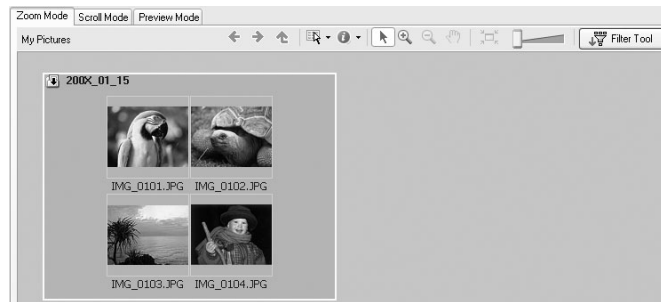 Zoom Mode Scroll Mode Preview Mode
My Pictures Filter Tool
200X_01_15
IMG_0101.JPG IMG_0102.JPG
IMG_0103.JPG IMG_0104.JPG